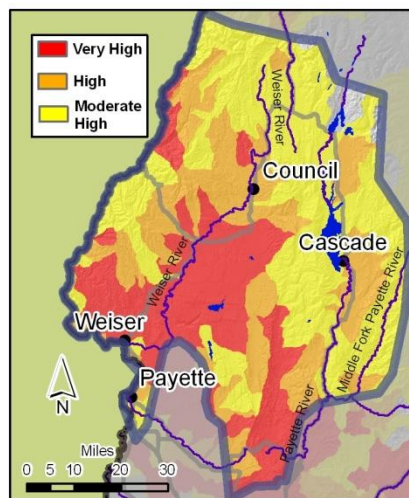 Very High
High
Moderate
High
Weiser River
Council
Cascade
Weiser River
Middle Fork Payette River
Weiser
Payette
Payette River
N
Miles
0 5 10 20 30